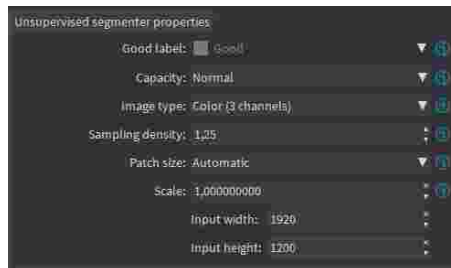 Unsupervised segmenter properties
Good label: Good
Capacity: Normal
Image type: Color (3 channels)
Sampling density: 1,25
Patch size: Automatic
Scale: 1,000000000
Input width: 1920
Input height: 1200